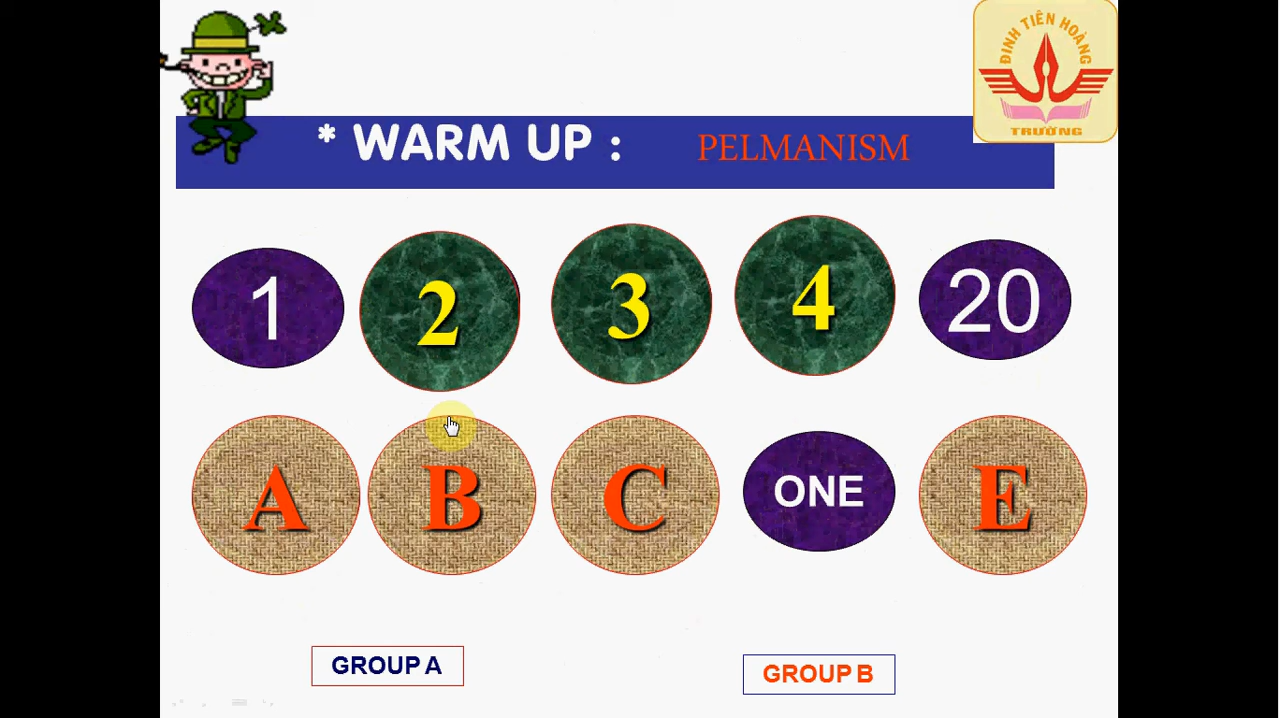 ĐINH TIÊN HOÀNG
TRƯỜNG
* WARM UP : PELMANISM
1 2 3 4 20
A B C ONE E
GROUP A GROUP B